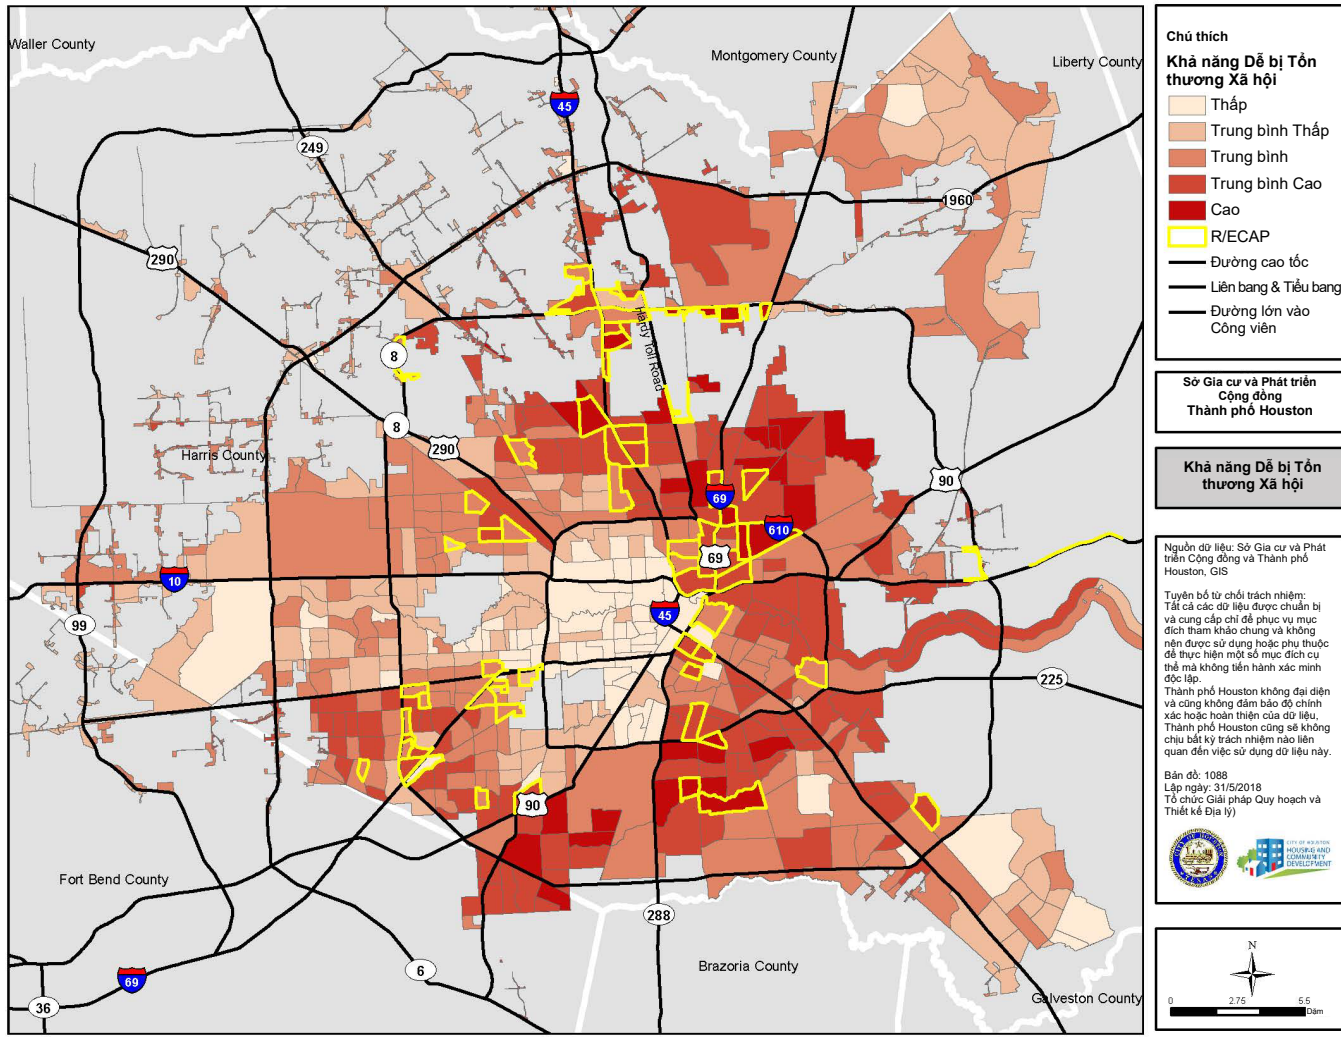 Waller County
Montgomery County
Liberty County
45
249
1960
290
Hardy Toll Road
8
8
290
Harris County
90
69
610
69
10
45
99
225
90
Fort Bend County
288
Brazoria County
6
69
36
Galveston County
Chú thích
Khả năng Dễ bị Tổn
thương Xã hội
Thấp
Trung bình Thấp
Trung bình
Trung bình Cao
Cao
R/ECAP
Đường cao tốc
Liên bang & Tiểu bang
Đường lớn vào
Công viên
Sở Gia cư và Phát triển
Cộng đồng
Thành phố Houston
Khả năng Dễ bị Tổn
thương Xã hội
Nguồn dữ liệu: Sở Gia cư và Phát
triển Cộng đồng và Thành phố
Houston, GIS
Tuyên bố từ chối trách nhiệm:
Tất cả các dữ liệu được chuẩn bị
và cung cấp chỉ để phục vụ mục
đích tham khảo chung và không
nên được sử dụng hoặc phụ thuộc
để thực hiện một số mục đích cụ
thể mà không tiến hành xác minh
độc lập.
Thành phố Houston không đại diện
và cũng không đảm bảo độ chính
xác hoặc hoàn thiện của dữ liệu,
Thành phố Houston cũng sẽ không
chịu bất kỳ trách nhiệm nào liên
quan đến việc sử dụng dữ liệu này.
Bản đồ: 1088
Lập ngày: 31/5/2018
Tổ chức Giải pháp Quy hoạch và
Thiết kế Địa lý)
CITY OF HOUSTON
TEXAS
CITY OF HOUSTON
HOUSING AND
COMMUNITY
DEVELOPMENT
N
0 2.75 5.5
Dặm